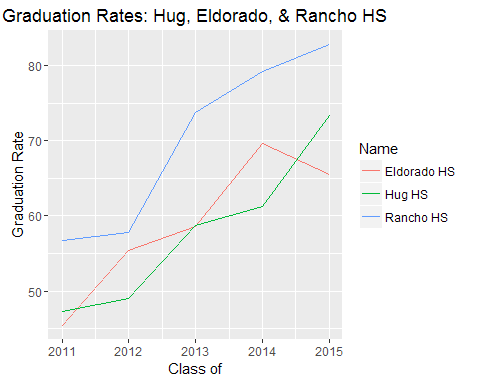 Graduation Rates: Hug, Eldorado, & Rancho HS
80
70
60
50
Graduation Rate
2011 2012 2013 2014 2015
Class of
Name
Eldorado HS
Hug HS
Rancho HS